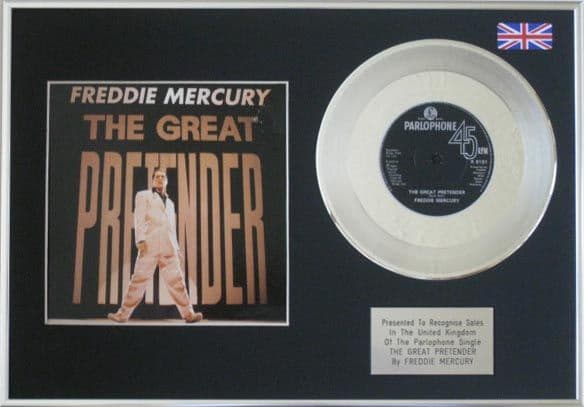 FREDDIE MERCURY
THE GREAT
PRETENDER
PARLOPHONE
45
RPM
THE GREAT PRETENDER
FREDDIE MERCURY
Presented To Recognise Sales
In The United Kingdom
Of The Parlophone Single
THE GREAT PRETENDER
By FREDDIE MERCURY